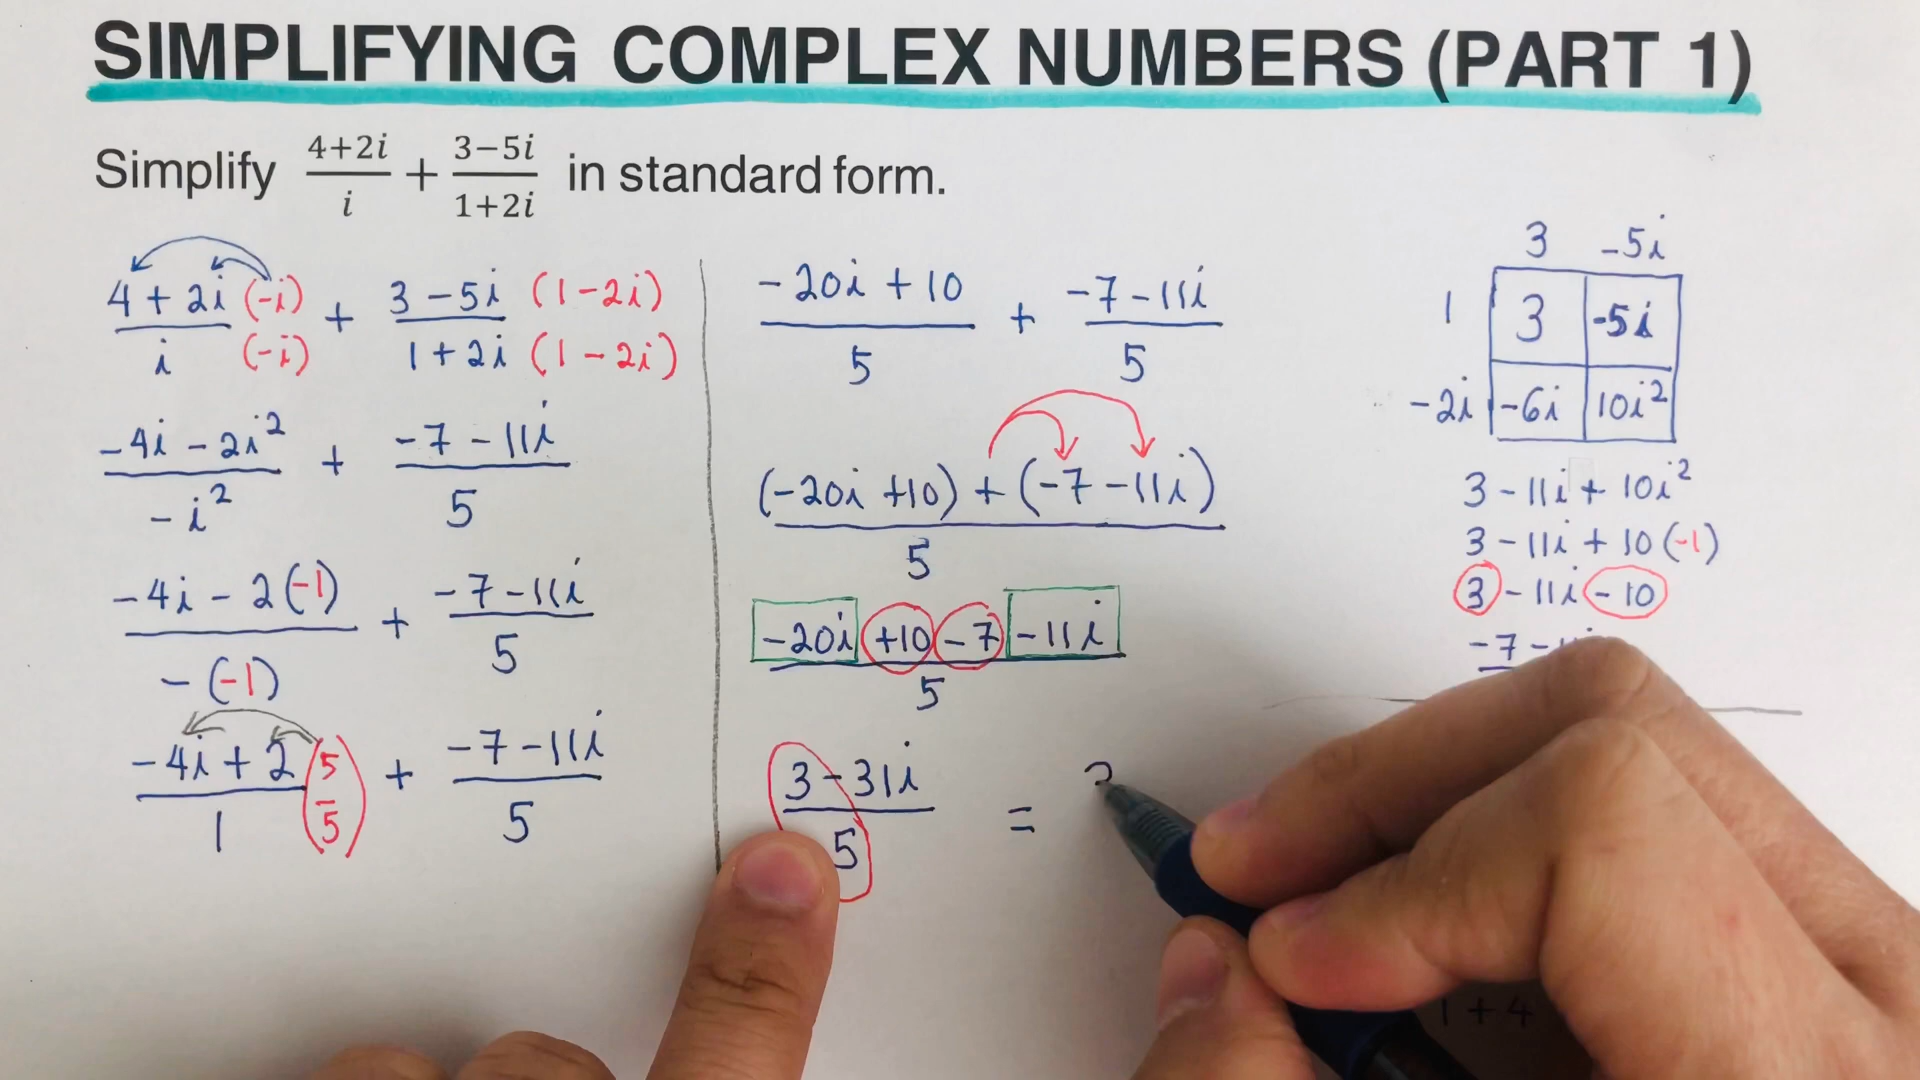 SIMPLIFYING COMPLEX NUMBERS (PART 1)
Simplify (4+2i)/i + (3−5i)/(1+2i) in standard form.
4 + 2i (-i) / i (-i) + 3 - 5i (1-2i) / 1 + 2i (1-2i)
-4i - 2i² / -i² + -7 - 11i / 5
-4i - 2(-1) / -(-1) + -7 - 11i / 5
-4i + 2 / 1 (5/5) + -7 - 11i / 5
-20i + 10 / 5 + -7 - 11i / 5
(-20i + 10) + (-7 - 11i) / 5
-20i + 10 - 7 - 11i / 5
3 - 31i / 5 =
3 -5i
1 3 -5i
-2i -6i 10i²
3 - 11i + 10i²
3 - 11i + 10(-1)
3 - 11i - 10
-7 -
1 + 4